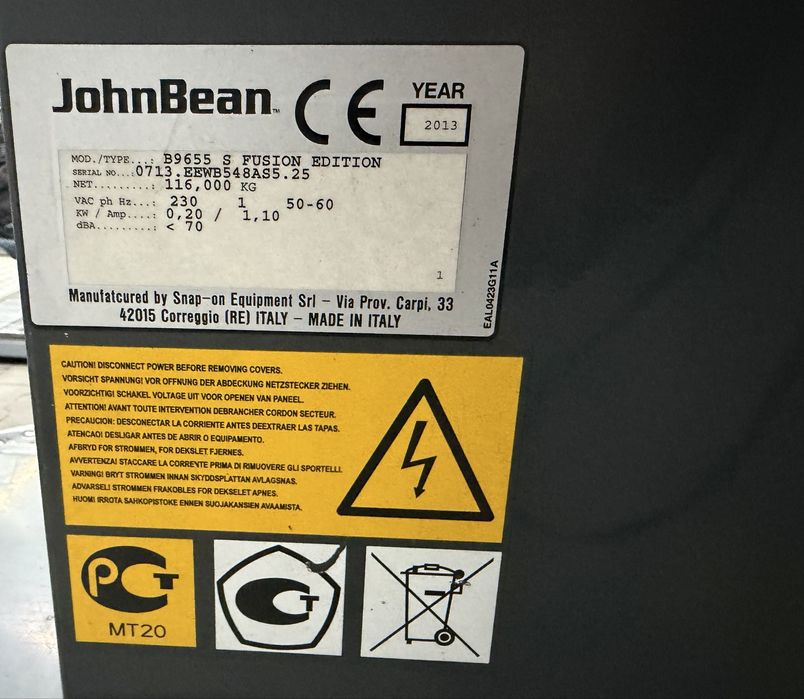 JohnBean™ CE YEAR
2013
MOD./TYPE...: B9655 S FUSION EDITION
SERIAL NO...:0713.EEWB548AS5.25
NET.........: 116,000 KG
VAC ph Hz...: 230 1 50-60
KW / Amp....: 0,20 / 1,10
dBA.........: < 70
1
Manufatcured by Snap-on Equipment Srl – Via Prov. Carpi, 33
42015 Correggio (RE) ITALY – MADE IN ITALY
EAL0423G11A
CAUTION! DISCONNECT POWER BEFORE REMOVING COVERS.
VORSICHT SPANNUNG! VOR OFFNUNG DER ABDECKUNG NETZSTECKER ZIEHEN.
VOORZICHTIG! SCHAKEL VOLTAGE UIT VOOR OPENEN VAN PANEEL.
ATTENTION! AVANT TOUTE INTERVENTION DEBRANCHER CORDON SECTEUR.
PRECAUCION: DESCONECTAR LA CORRIENTE ANTES DEEXTRAER LAS TAPAS.
ATENCAO! DESLIGAR ANTES DE ABRIR O EQUIPAMENTO.
AFBRYD FOR STROMMEN, FOR DEKSLET FJERNES.
AVVERTENZA! STACCARE LA CORREVTE PRIMA DI RIMUOVERE GLI SPORTELLI.
VARNING! BRYT STROMMEN INNAN SKYDDSPLATTAN AVLAGSNAS.
ADVARSEL! STROMMEN FRAKOBLES FOR DEKSELET APNES.
HUOM! IRROTA SAHKOPISTOKE ENNEN SUOJAKANSIEN AVAAMISTA.
PCT
MT20
CT